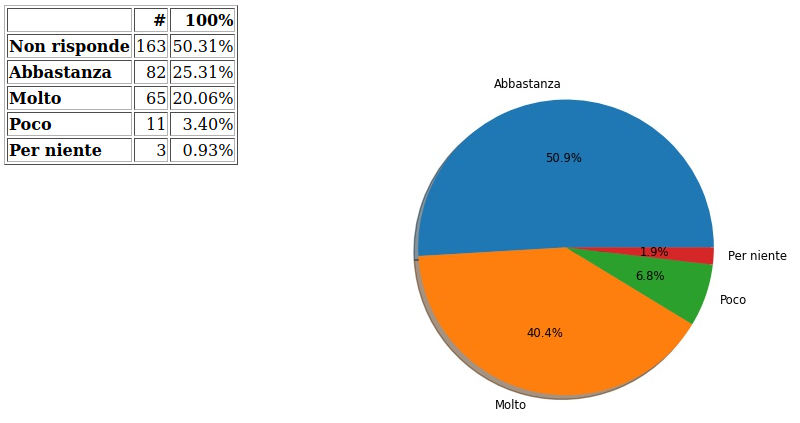 # 100%
Non risponde 163 50.31%
Abbastanza 82 25.31%
Molto 65 20.06%
Poco 11 3.40%
Per niente 3 0.93%
Abbastanza
50.9%
1.9%
Per niente
6.8%
Poco
40.4%
Molto